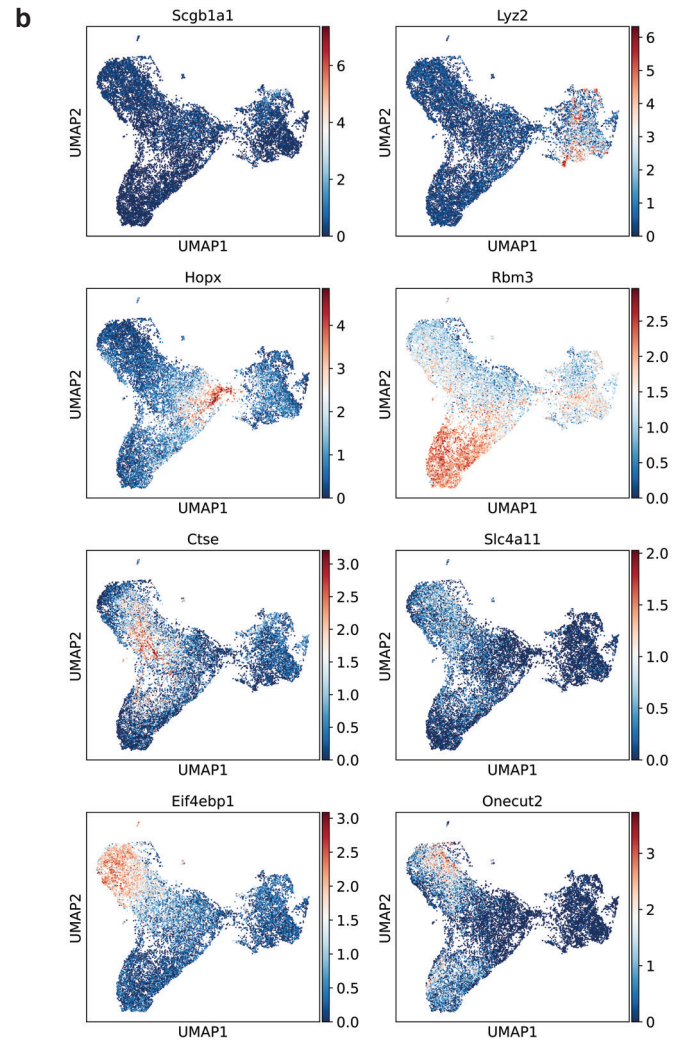 b
Scgb1a1
UMAP2
UMAP1
6
4
2
0
Lyz2
UMAP2
UMAP1
6
5
4
3
2
1
0
Hopx
UMAP2
UMAP1
4
3
2
1
0
Rbm3
UMAP2
UMAP1
2.5
2.0
1.5
1.0
0.5
0.0
Ctse
UMAP2
UMAP1
3.0
2.5
2.0
1.5
1.0
0.5
0.0
Slc4a11
UMAP2
UMAP1
2.0
1.5
1.0
0.5
0.0
Eif4ebp1
UMAP2
UMAP1
3.0
2.5
2.0
1.5
1.0
0.5
0.0
Onecut2
UMAP2
UMAP1
3
2
1
0